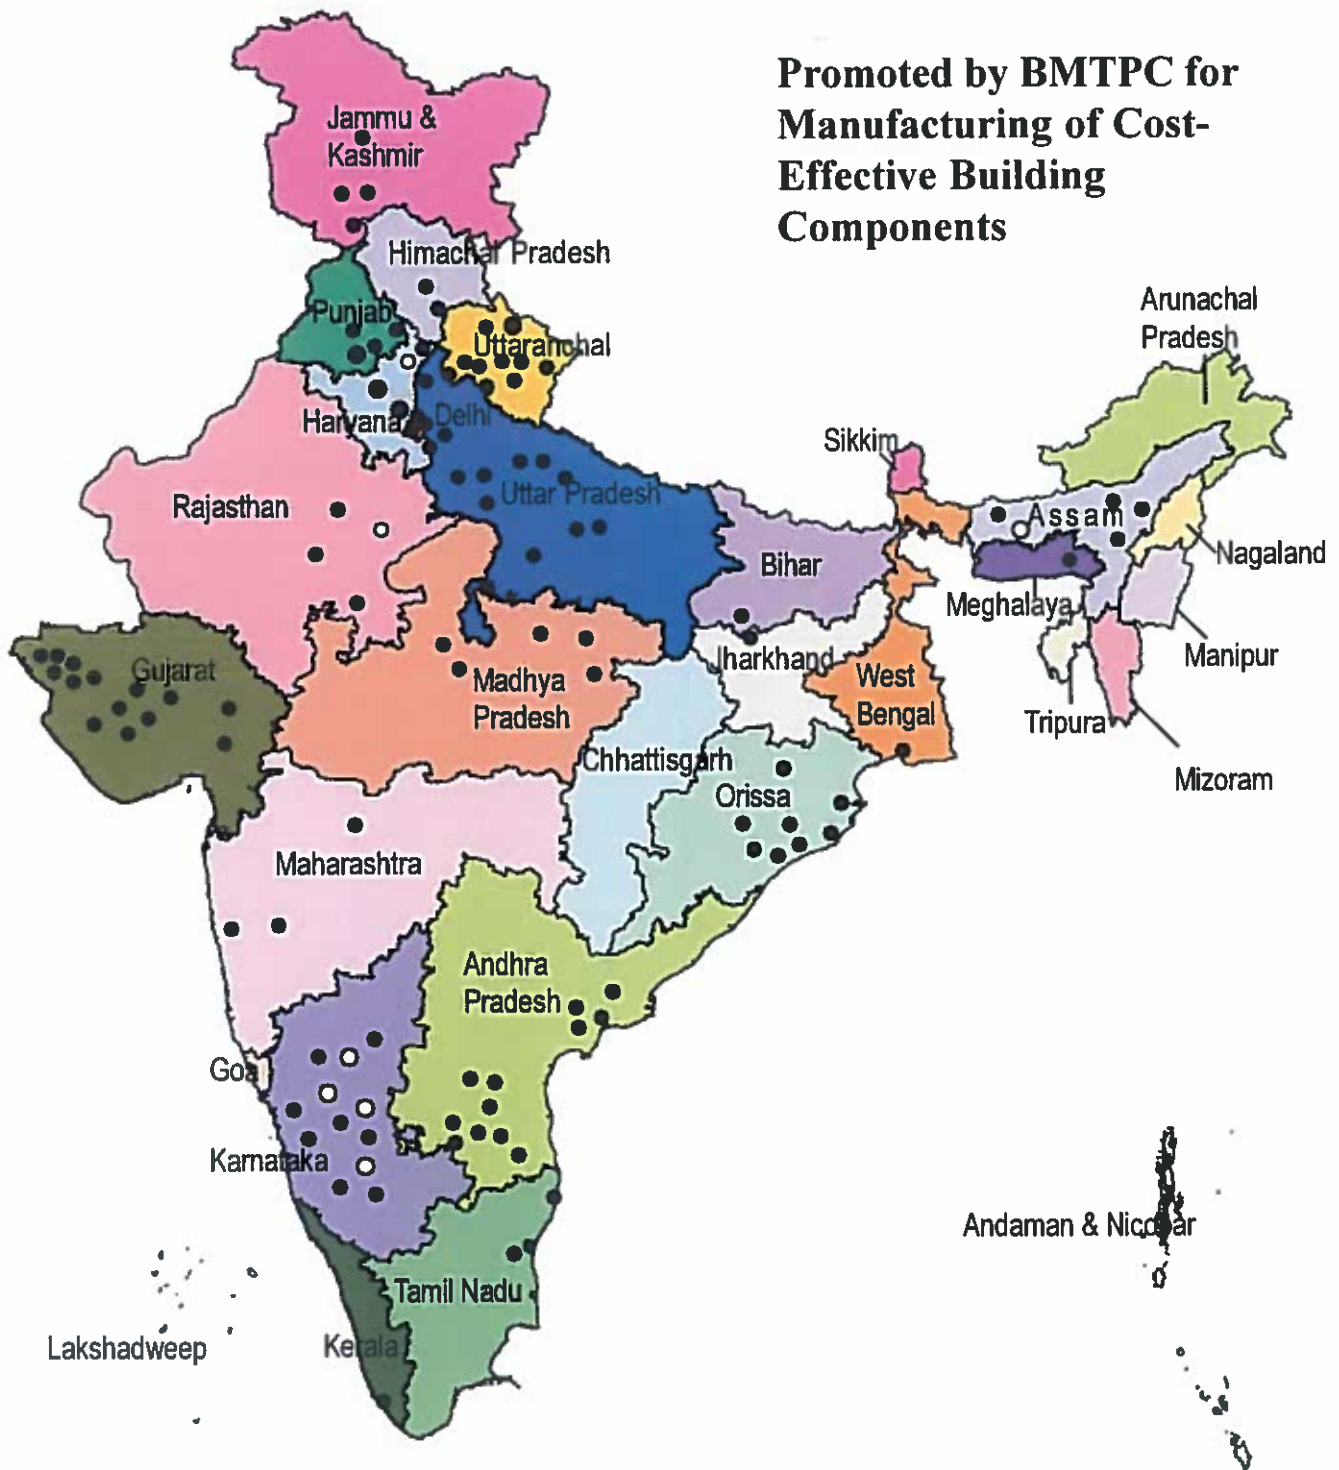 Promoted by BMTPC for
Manufacturing of Cost-
Effective Building
Components
Jammu &
Kashmir
Himachal Pradesh
Punjab
Uttaranchal
Arunachal
Pradesh
Haryana
Delhi
Sikkim
Rajasthan
Uttar Pradesh
Assam
Bihar
Nagaland
Meghalaya
Jharkhand
Manipur
Gujarat
Madhya
Pradesh
West
Bengal
Tripura
Chhattisgarh
Mizoram
Orissa
Maharashtra
Andhra
Pradesh
Goa
Karnataka
Andaman & Nicobar
Tamil Nadu
Lakshadweep
Kerala